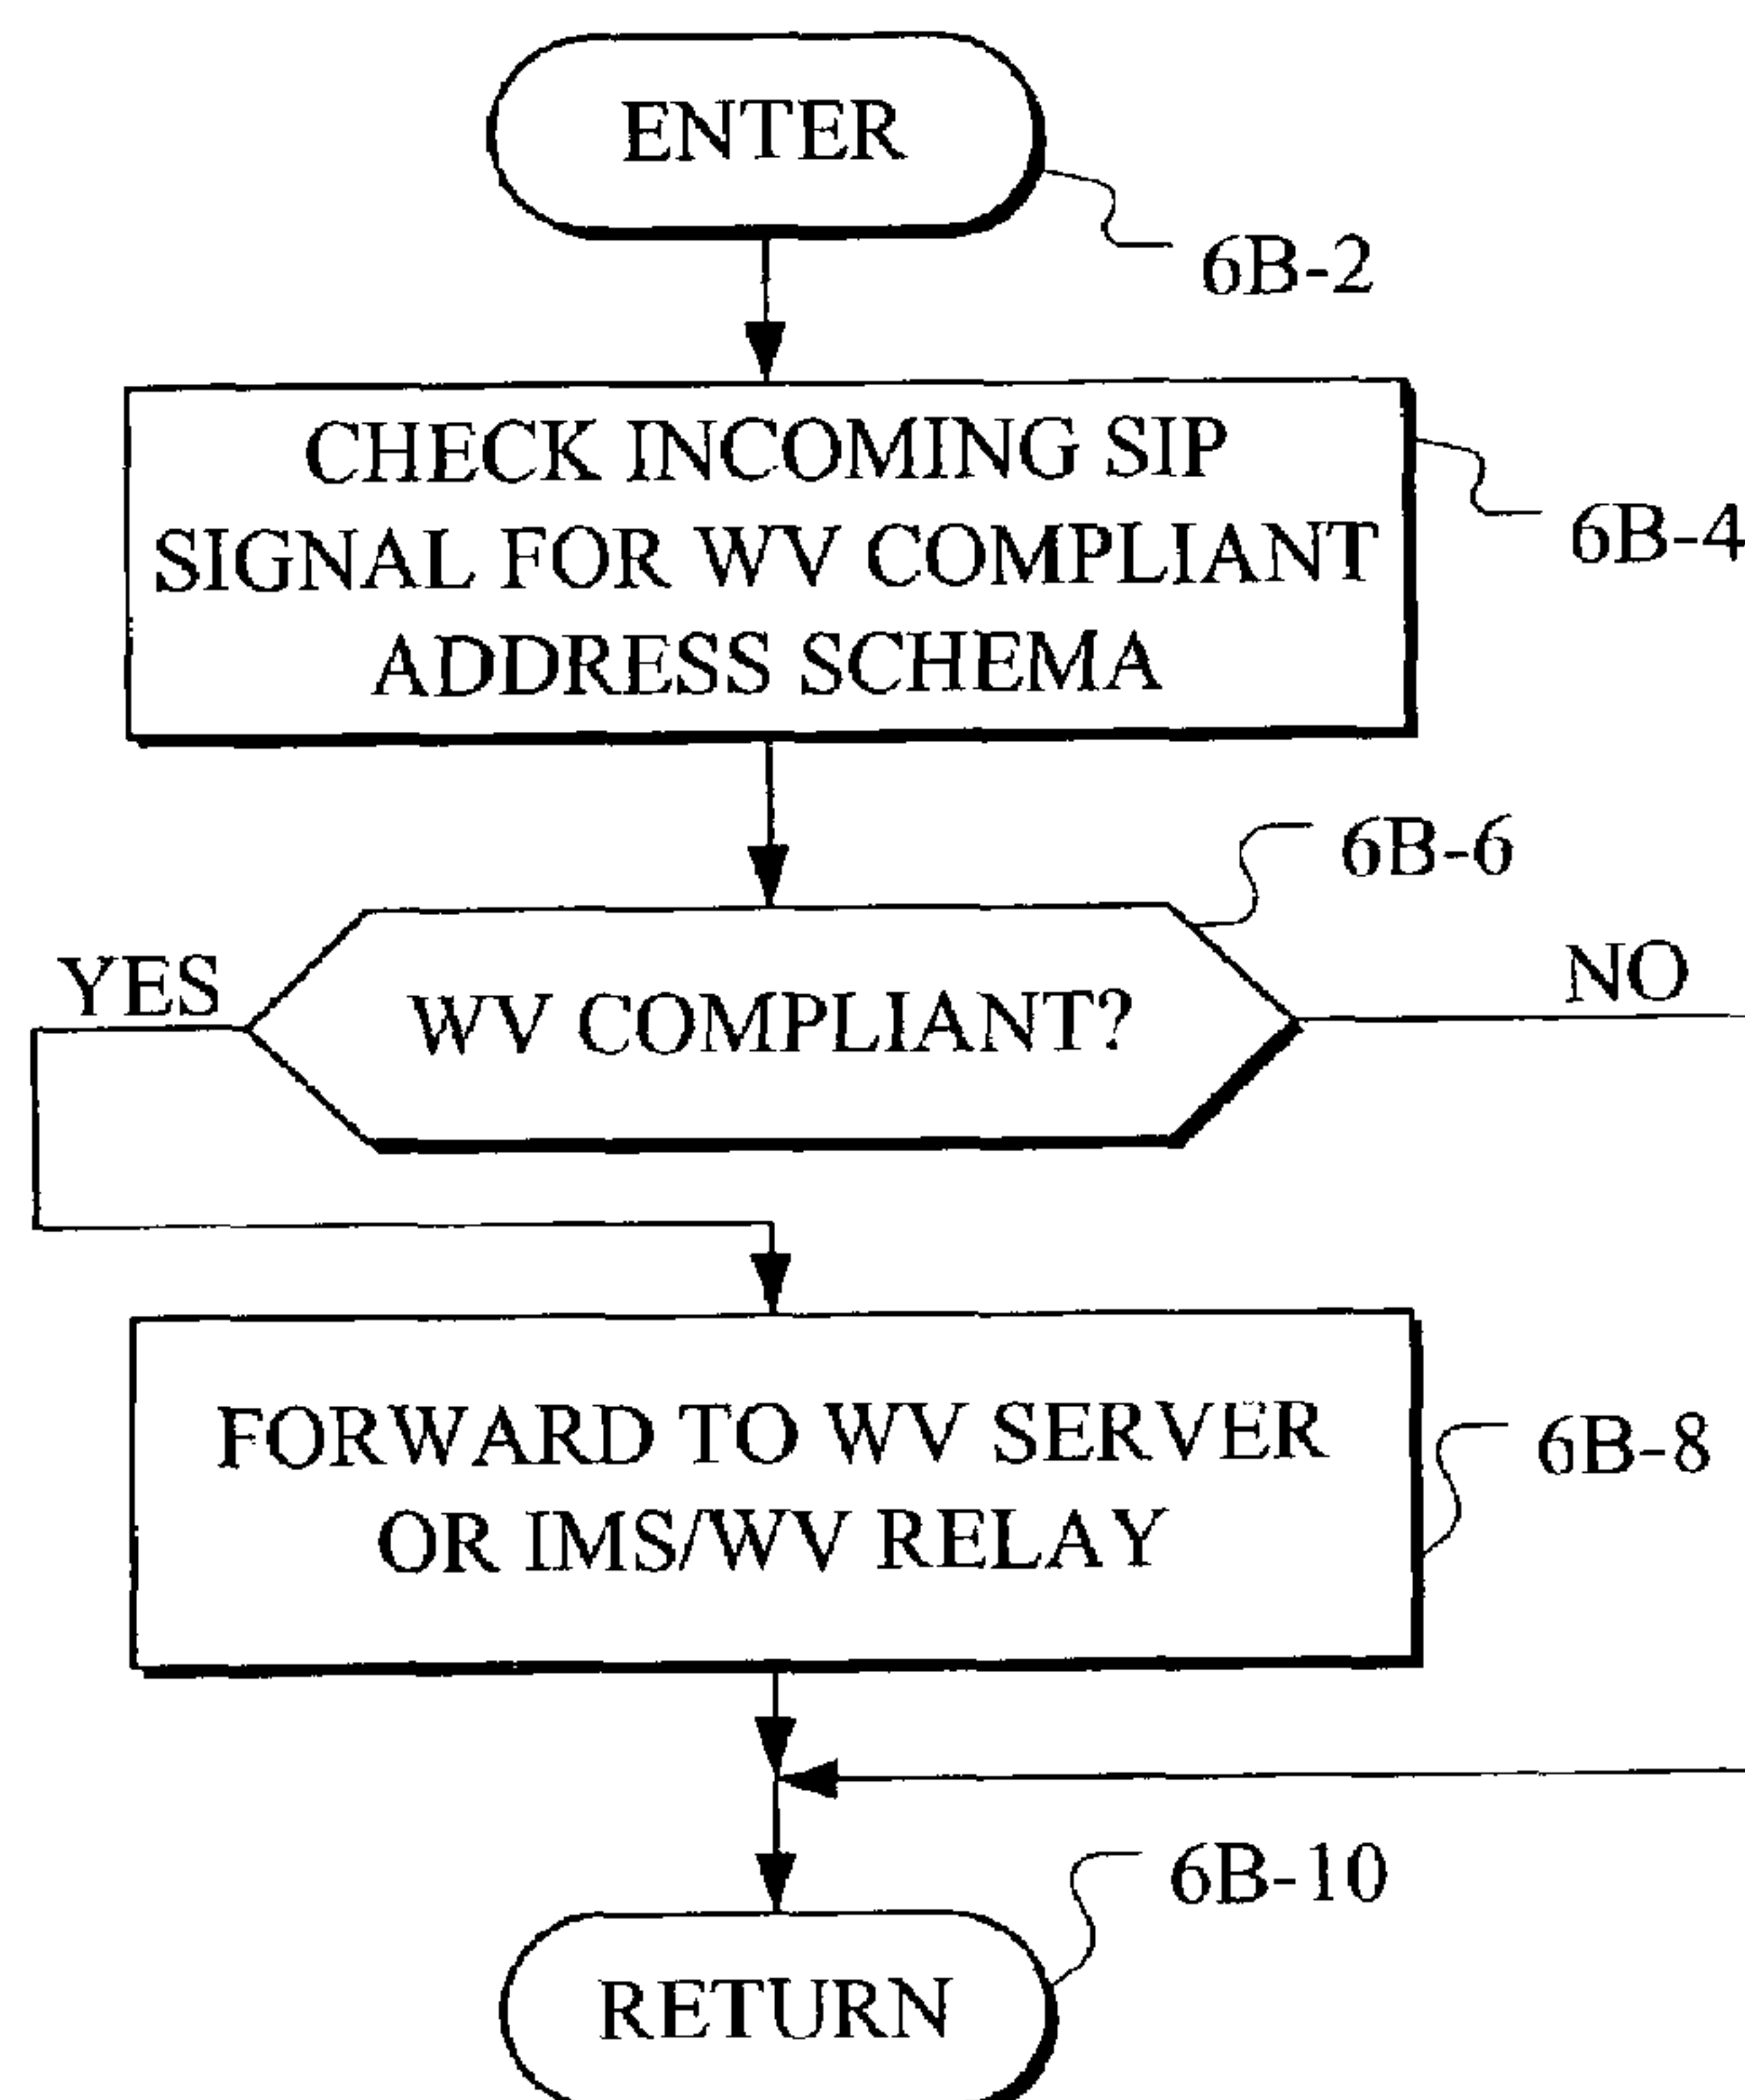 ENTER
6B-2
CHECK INCOMING SIP
SIGNAL FOR WV COMPLIANT
ADDRESS SCHEMA
6B-4
6B-6
YES
WV COMPLIANT?
NO
FORWARD TO WV SERVER
OR IMS/WV RELAY
6B-8
6B-10
RETURN